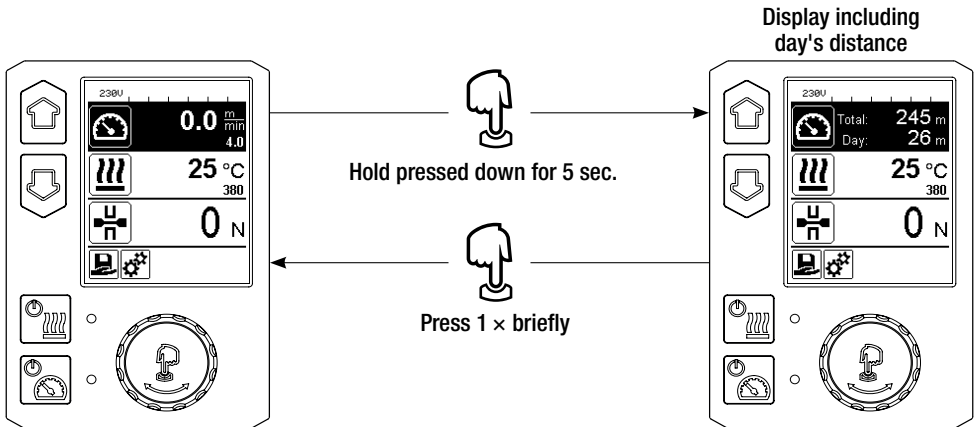 Display including
day's distance
230V
0.0 m/min
4.0
25 °C
380
0 N
Hold pressed down for 5 sec.
Press 1 × briefly
230V
Total: 245 m
Day: 26 m
25 °C
380
0 N